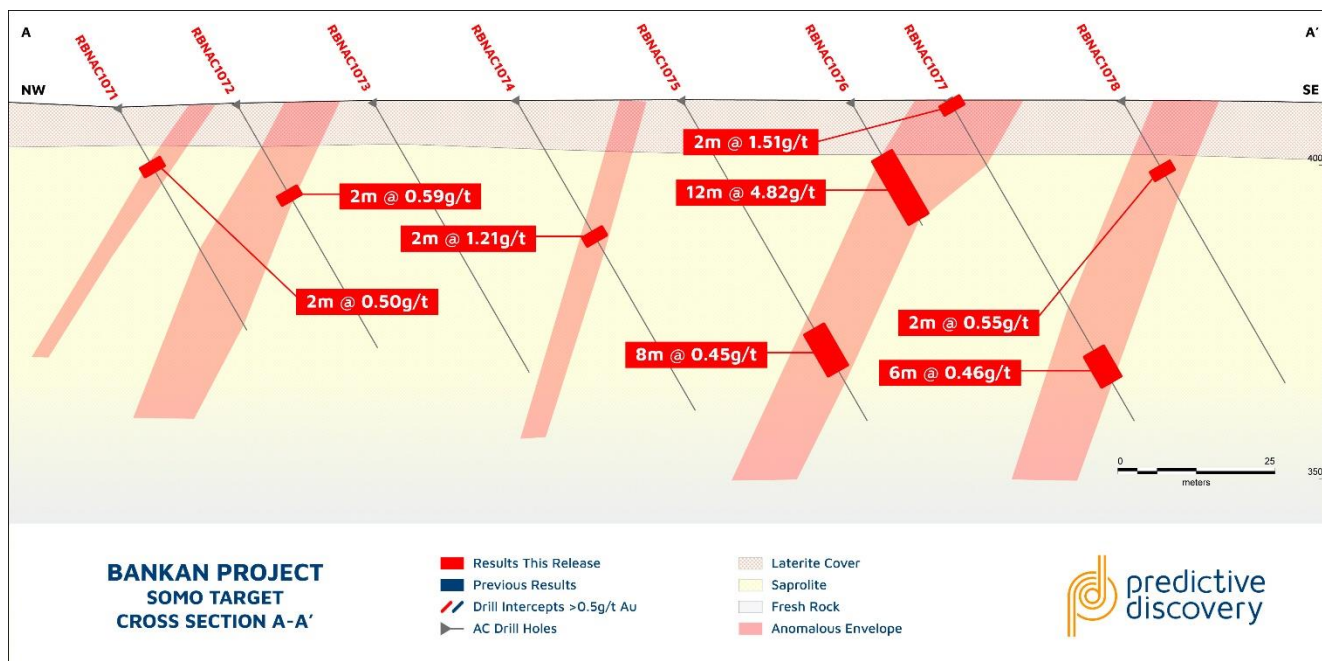 A
A'
NW
SE
RBNAC1071
RBNAC1072
RBNAC1073
RBNAC1074
RBNAC1075
RBNAC1076
RBNAC1077
RBNAC1078
2m @ 1.51g/t
400
12m @ 4.82g/t
2m @ 0.59g/t
2m @ 1.21g/t
2m @ 0.50g/t
2m @ 0.55g/t
8m @ 0.45g/t
6m @ 0.46g/t
0 25
meters
350
BANKAN PROJECT
SOMO TARGET
CROSS SECTION A-A'
Results This Release
Previous Results
Drill Intercepts >0.5g/t Au
AC Drill Holes
Laterite Cover
Saprolite
Fresh Rock
Anomalous Envelope
predictive
discovery